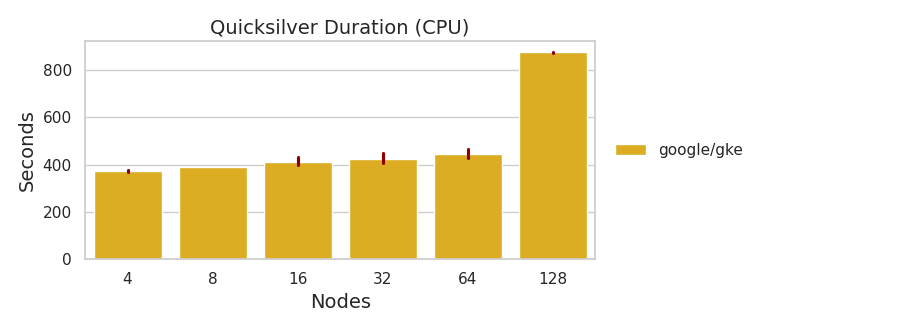 Quicksilver Duration (CPU)
Seconds
800
600
400
200
0
4 8 16 32 64 128
Nodes
google/gke